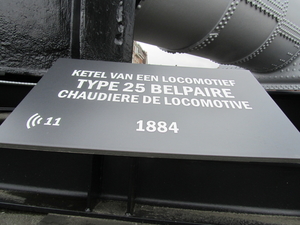 KETEL VAN EEN LOCOMOTIEF
TYPE 25 BELPAIRE
CHAUDIERE DE LOCOMOTIVE
11
1884